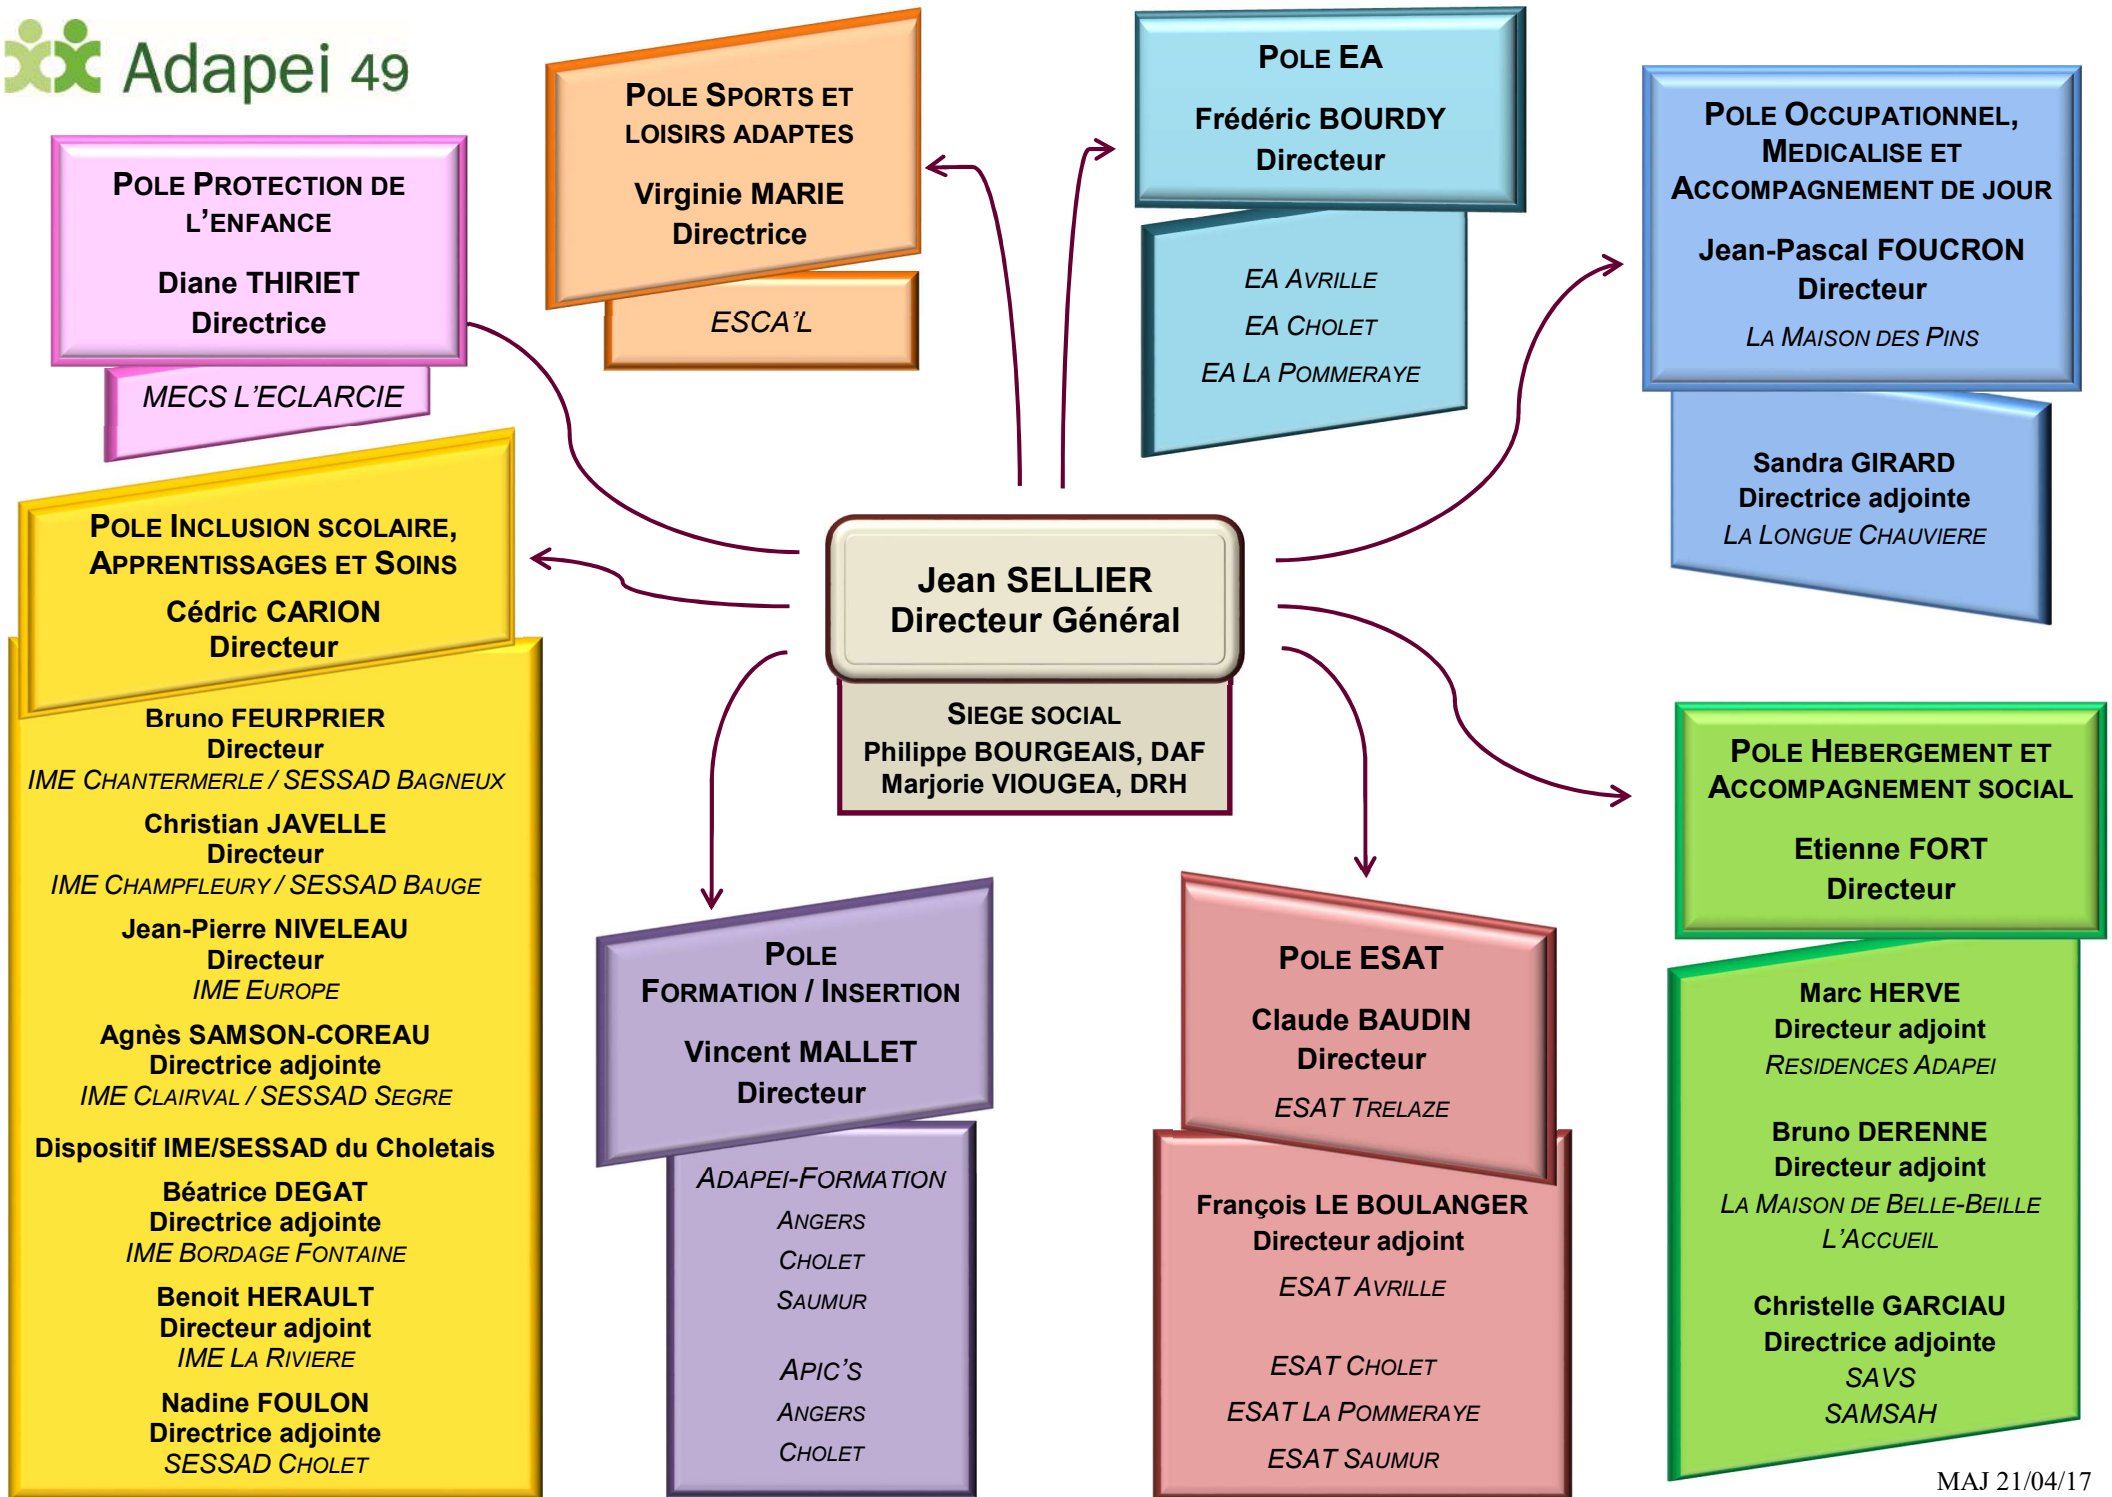 Adapei 49
POLE PROTECTION DE
L'ENFANCE
Diane THIRIET
Directrice
MECS L'ECLARCIE
POLE SPORTS ET
LOISIRS ADAPTES
Virginie MARIE
Directrice
ESCA'L
POLE EA
Frédéric BOURDY
Directeur
EA AVRILLE
EA CHOLET
EA LA POMMERAYE
POLE OCCUPATIONNEL,
MEDICALISE ET
ACCOMPAGNEMENT DE JOUR
Jean-Pascal FOUCRON
Directeur
LA MAISON DES PINS
Sandra GIRARD
Directrice adjointe
LA LONGUE CHAUVIERE
POLE INCLUSION SCOLAIRE,
APPRENTISSAGES ET SOINS
Cédric CARION
Directeur
Bruno FEURPRIER
Directeur
IME CHANTERMERLE / SESSAD BAGNEUX
Christian JAVELLE
Directeur
IME CHAMPFLEURY / SESSAD BAUGE
Jean-Pierre NIVELEAU
Directeur
IME EUROPE
Agnès SAMSON-COREAU
Directrice adjointe
IME CLAIRVAL / SESSAD SEGRE
Dispositif IME/SESSAD du Choletais
Béatrice DEGAT
Directrice adjointe
IME BORDAGE FONTAINE
Benoit HERAULT
Directeur adjoint
IME LA RIVIERE
Nadine FOULON
Directrice adjointe
SESSAD CHOLET
Jean SELLIER
Directeur Général
SIEGE SOCIAL
Philippe BOURGEAIS, DAF
Marjorie VIOUGEA, DRH
POLE
FORMATION / INSERTION
Vincent MALLET
Directeur
ADAPEI-FORMATION
ANGERS
CHOLET
SAUMUR
APIC'S
ANGERS
CHOLET
POLE ESAT
Claude BAUDIN
Directeur
ESAT TRELAZE
François LE BOULANGER
Directeur adjoint
ESAT AVRILLE
ESAT CHOLET
ESAT LA POMMERAYE
ESAT SAUMUR
POLE HEBERGEMENT ET
ACCOMPAGNEMENT SOCIAL
Etienne FORT
Directeur
Marc HERVE
Directeur adjoint
RESIDENCES ADAPEI
Bruno DERENNE
Directeur adjoint
LA MAISON DE BELLE-BEILLE
L'ACCUEIL
Christelle GARCIAU
Directrice adjointe
SAVS
SAMSAH
MAJ 21/04/17